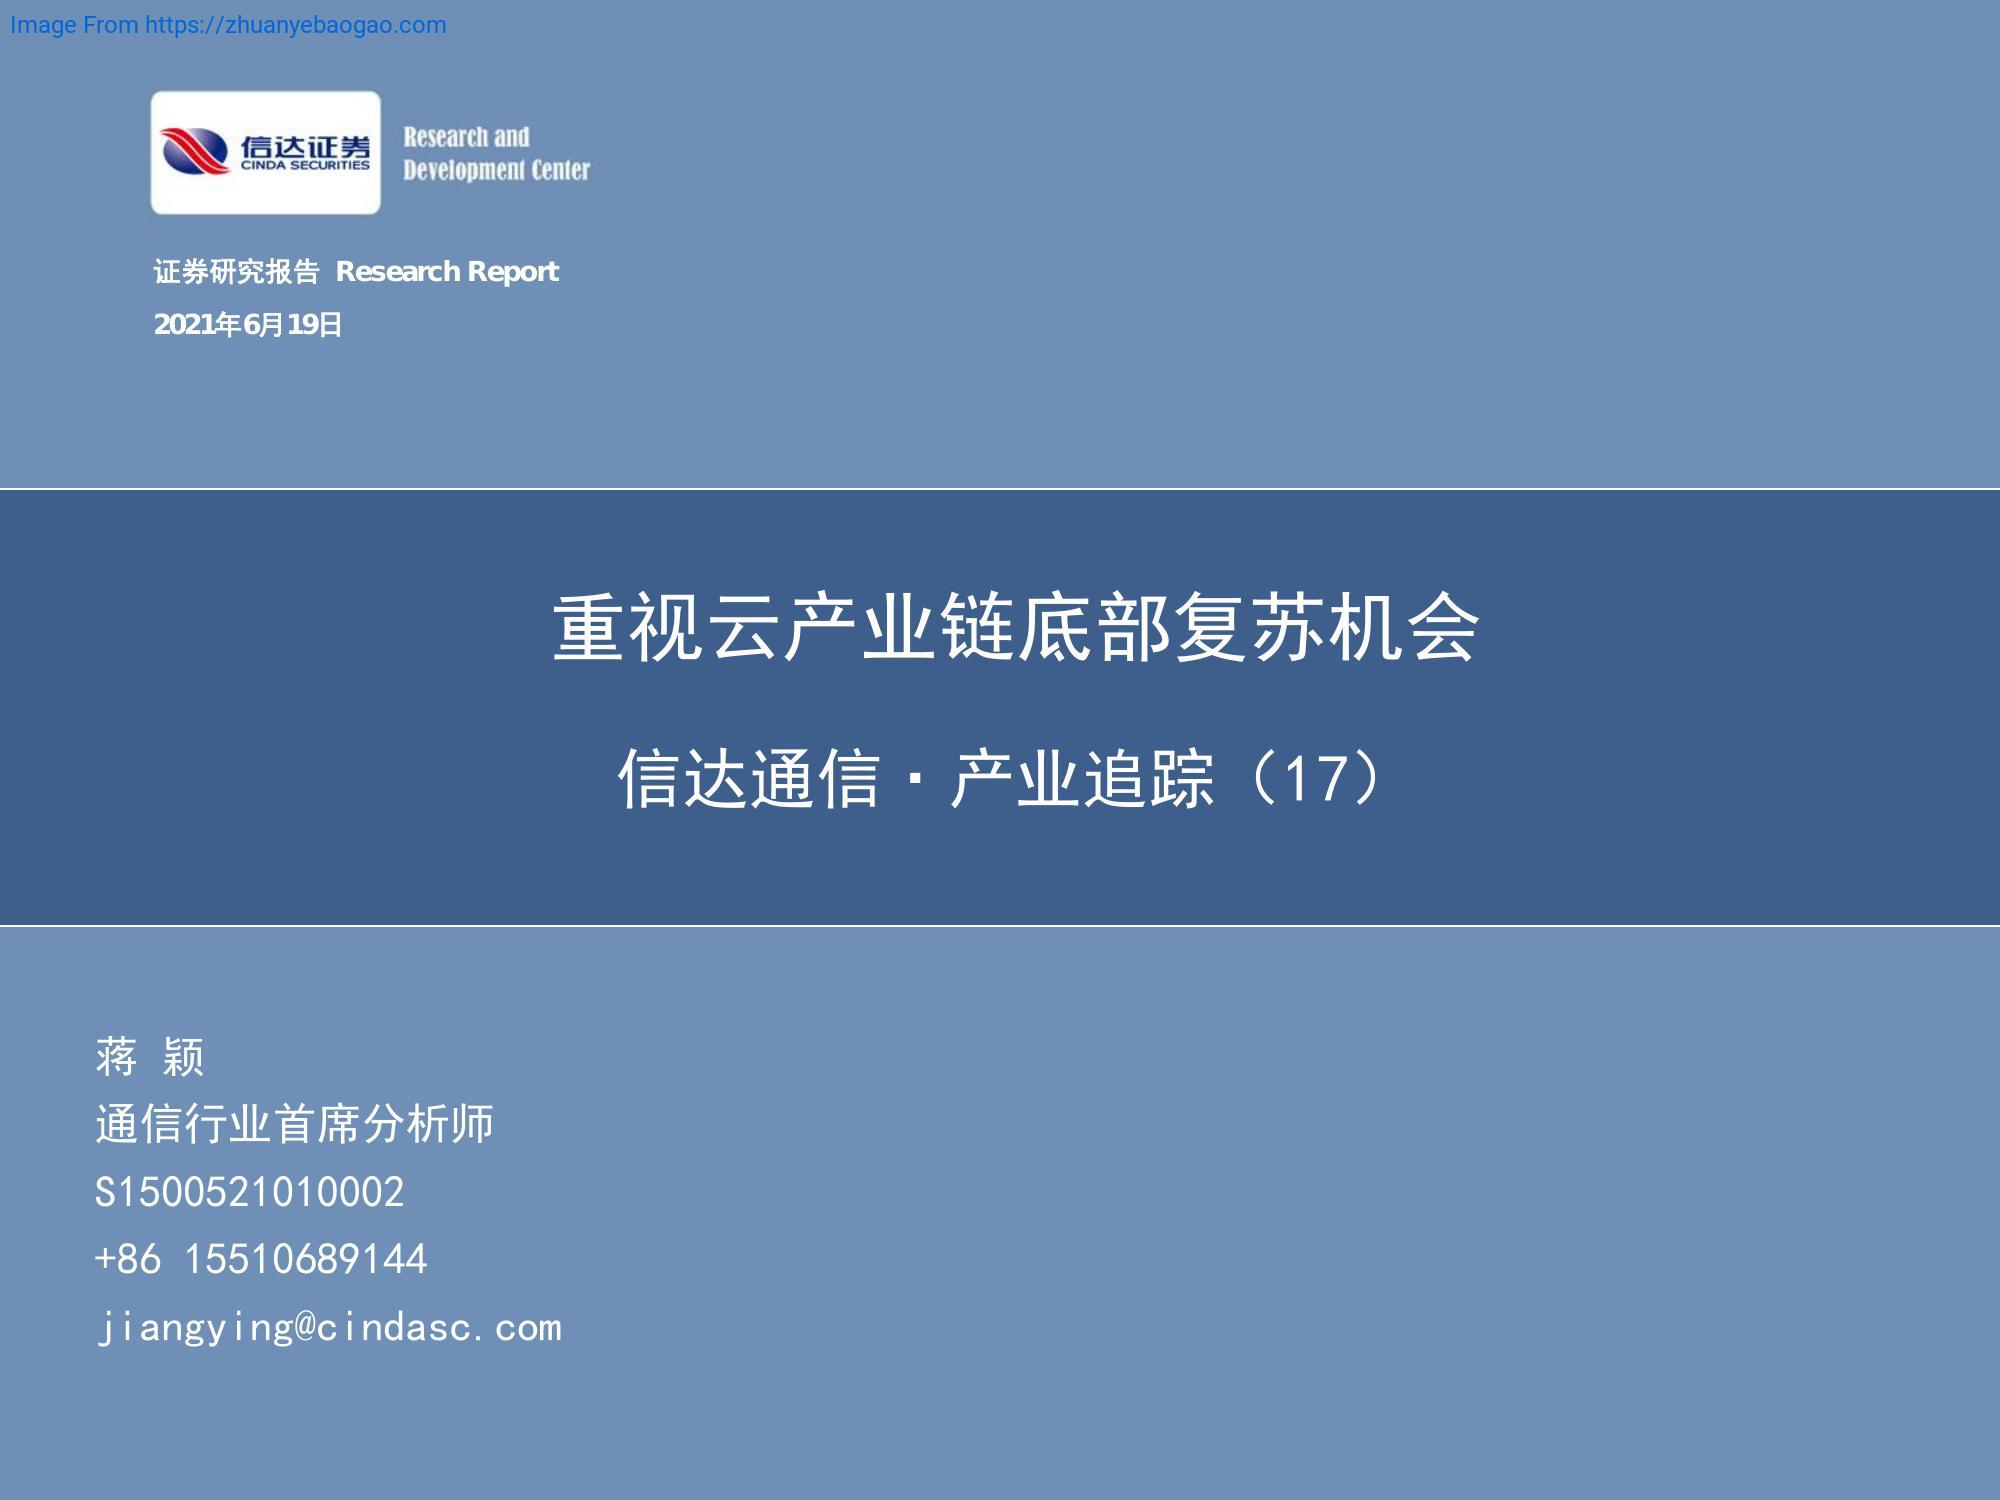 Image From https://zhuanyebaogao.com
信达证券
CINDA SECURITIES
Research and
Development Center
证券研究报告 Research Report
2021年6月19日
重视云产业链底部复苏机会
信达通信·产业追踪（17）
蒋 颖
通信行业首席分析师
S1500521010002
+86 15510689144
jiangying@cindasc.com